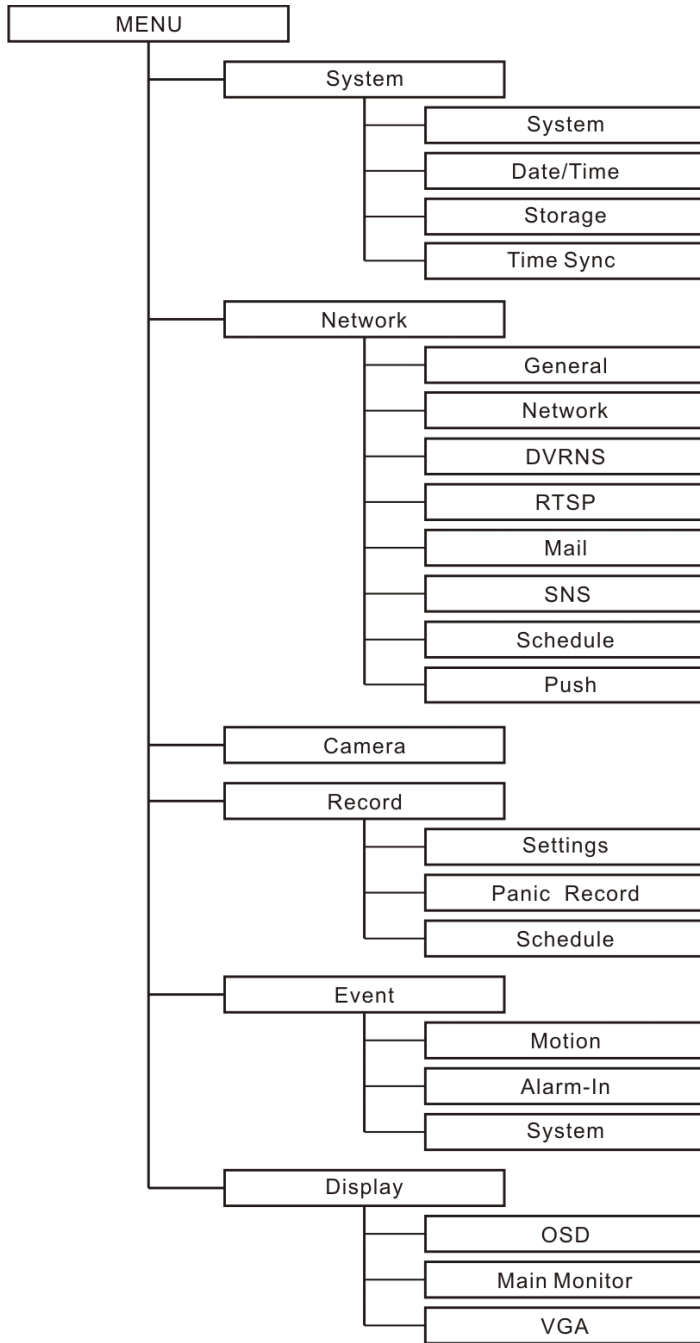 MENU
System
System
Date/Time
Storage
Time Sync
Network
General
Network
DVRNS
RTSP
Mail
SNS
Schedule
Push
Camera
Record
Settings
Panic Record
Schedule
Event
Motion
Alarm-In
System
Display
OSD
Main Monitor
VGA